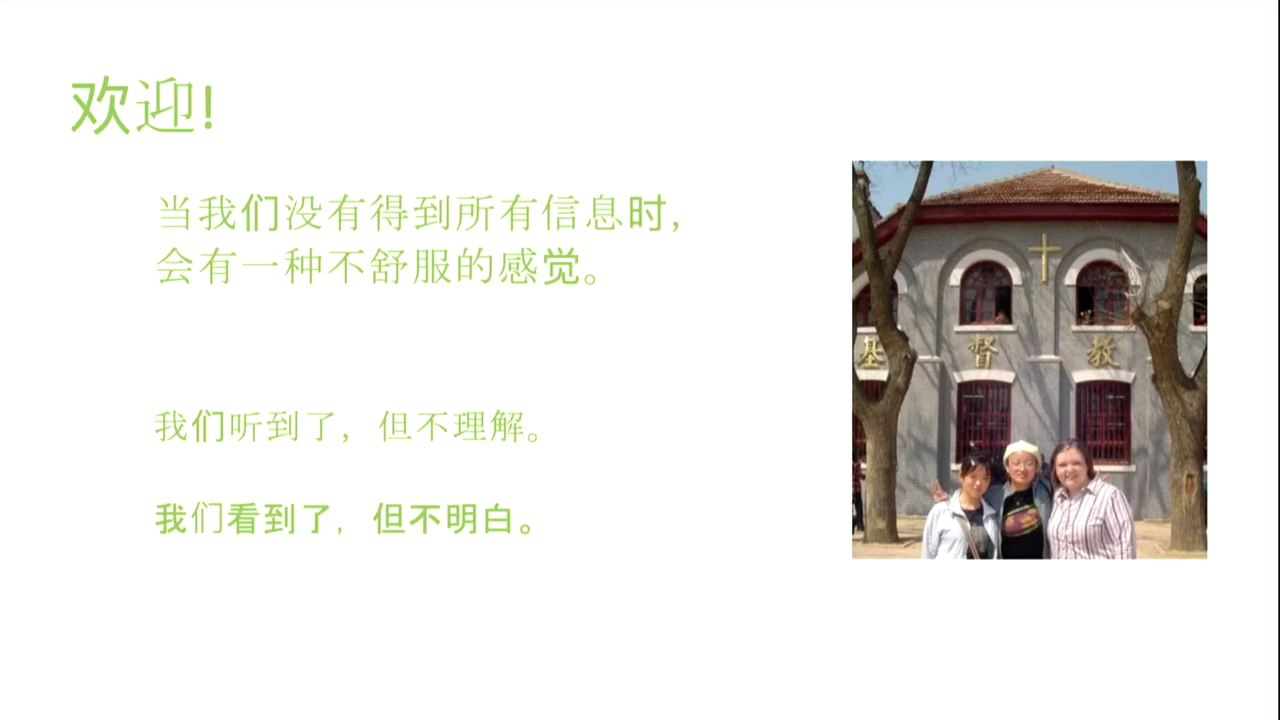 欢迎!
当我们没有得到所有信息时,
会有一种不舒服的感觉。
我们听到了，但不理解。
我们看到了，但不明白。
基督教